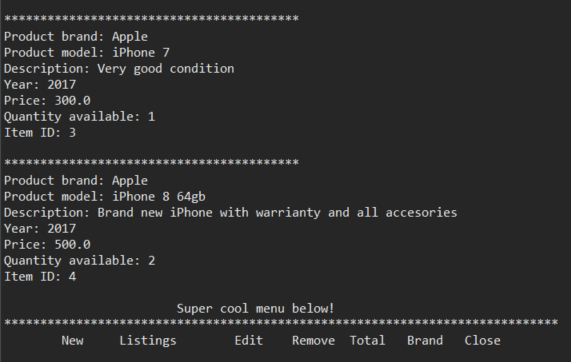 *****************************************
Product brand: Apple
Product model: iPhone 7
Description: Very good condition
Year: 2017
Price: 300.0
Quantity available: 1
Item ID: 3
*****************************************
Product brand: Apple
Product model: iPhone 8 64gb
Description: Brand new iPhone with warrianty and all accesories
Year: 2017
Price: 500.0
Quantity available: 2
Item ID: 4
Super cool menu below!
*****************************************************************************
New Listings Edit Remove Total Brand Close